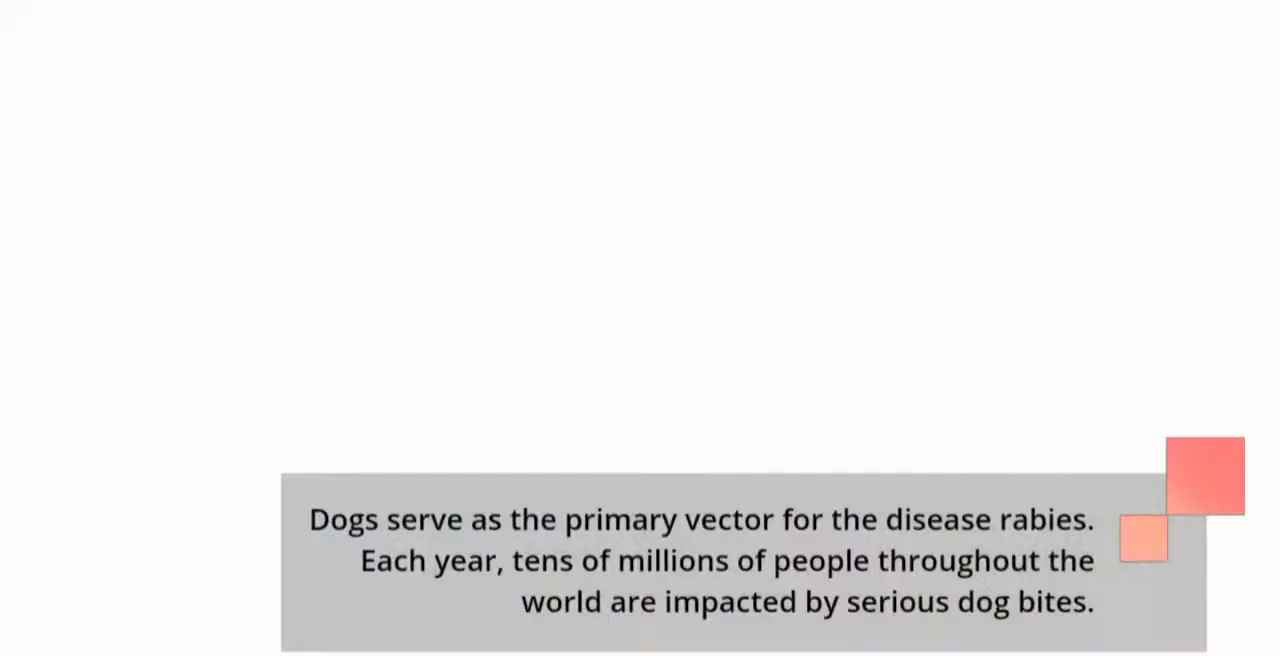 Dogs serve as the primary vector for the disease rabies.
Each year, tens of millions of people throughout the
world are impacted by serious dog bites.